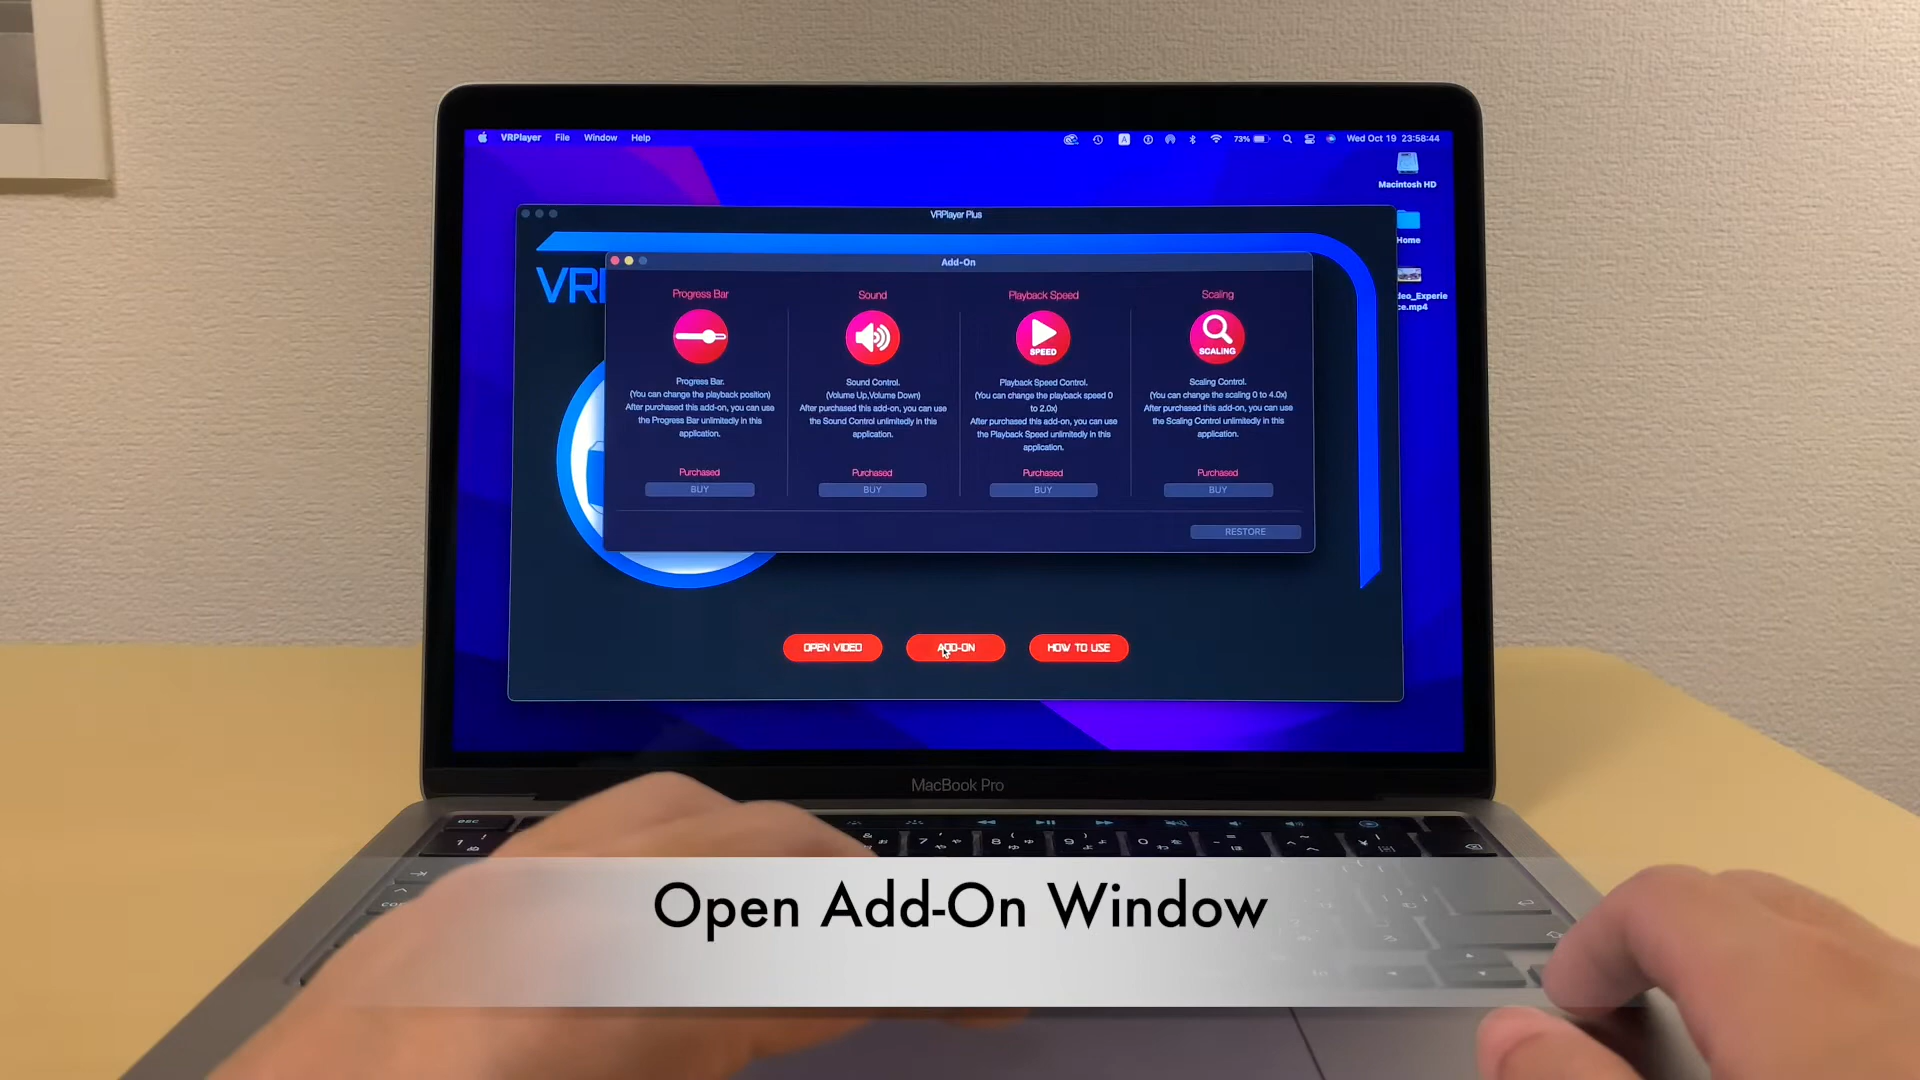 VRPlayer File Window Help
73% Wed Oct 19 23:58:44
Macintosh HD
VRPlayer Plus
Home
Add-On
Progress Bar
Sound
Playback Speed
Scaling
SPEED
SCALING
Progress Bar.
(You can change the playback position)
After purchased this add-on, you can use
the Progress Bar unlimitedly in this
application.
Purchased
BUY
Sound Control.
(Volume Up,Volume Down)
After purchased this add-on, you can use
the Sound Control unlimitedly in this
application.
Purchased
BUY
Playback Speed Control.
(You can change the playback speed 0
to 2.0x)
After purchased this add-on, you can use
the Playback Speed unlimitedly in this
application.
Purchased
BUY
Scaling Control.
(You can change the scaling 0 to 4.0x)
After purchased this add-on, you can use
the Scaling Control unlimitedly in this
application.
Purchased
BUY
RESTORE
OPEN VIDEO
ADD-ON
HOW TO USE
MacBook Pro
esc
Open Add-On Window